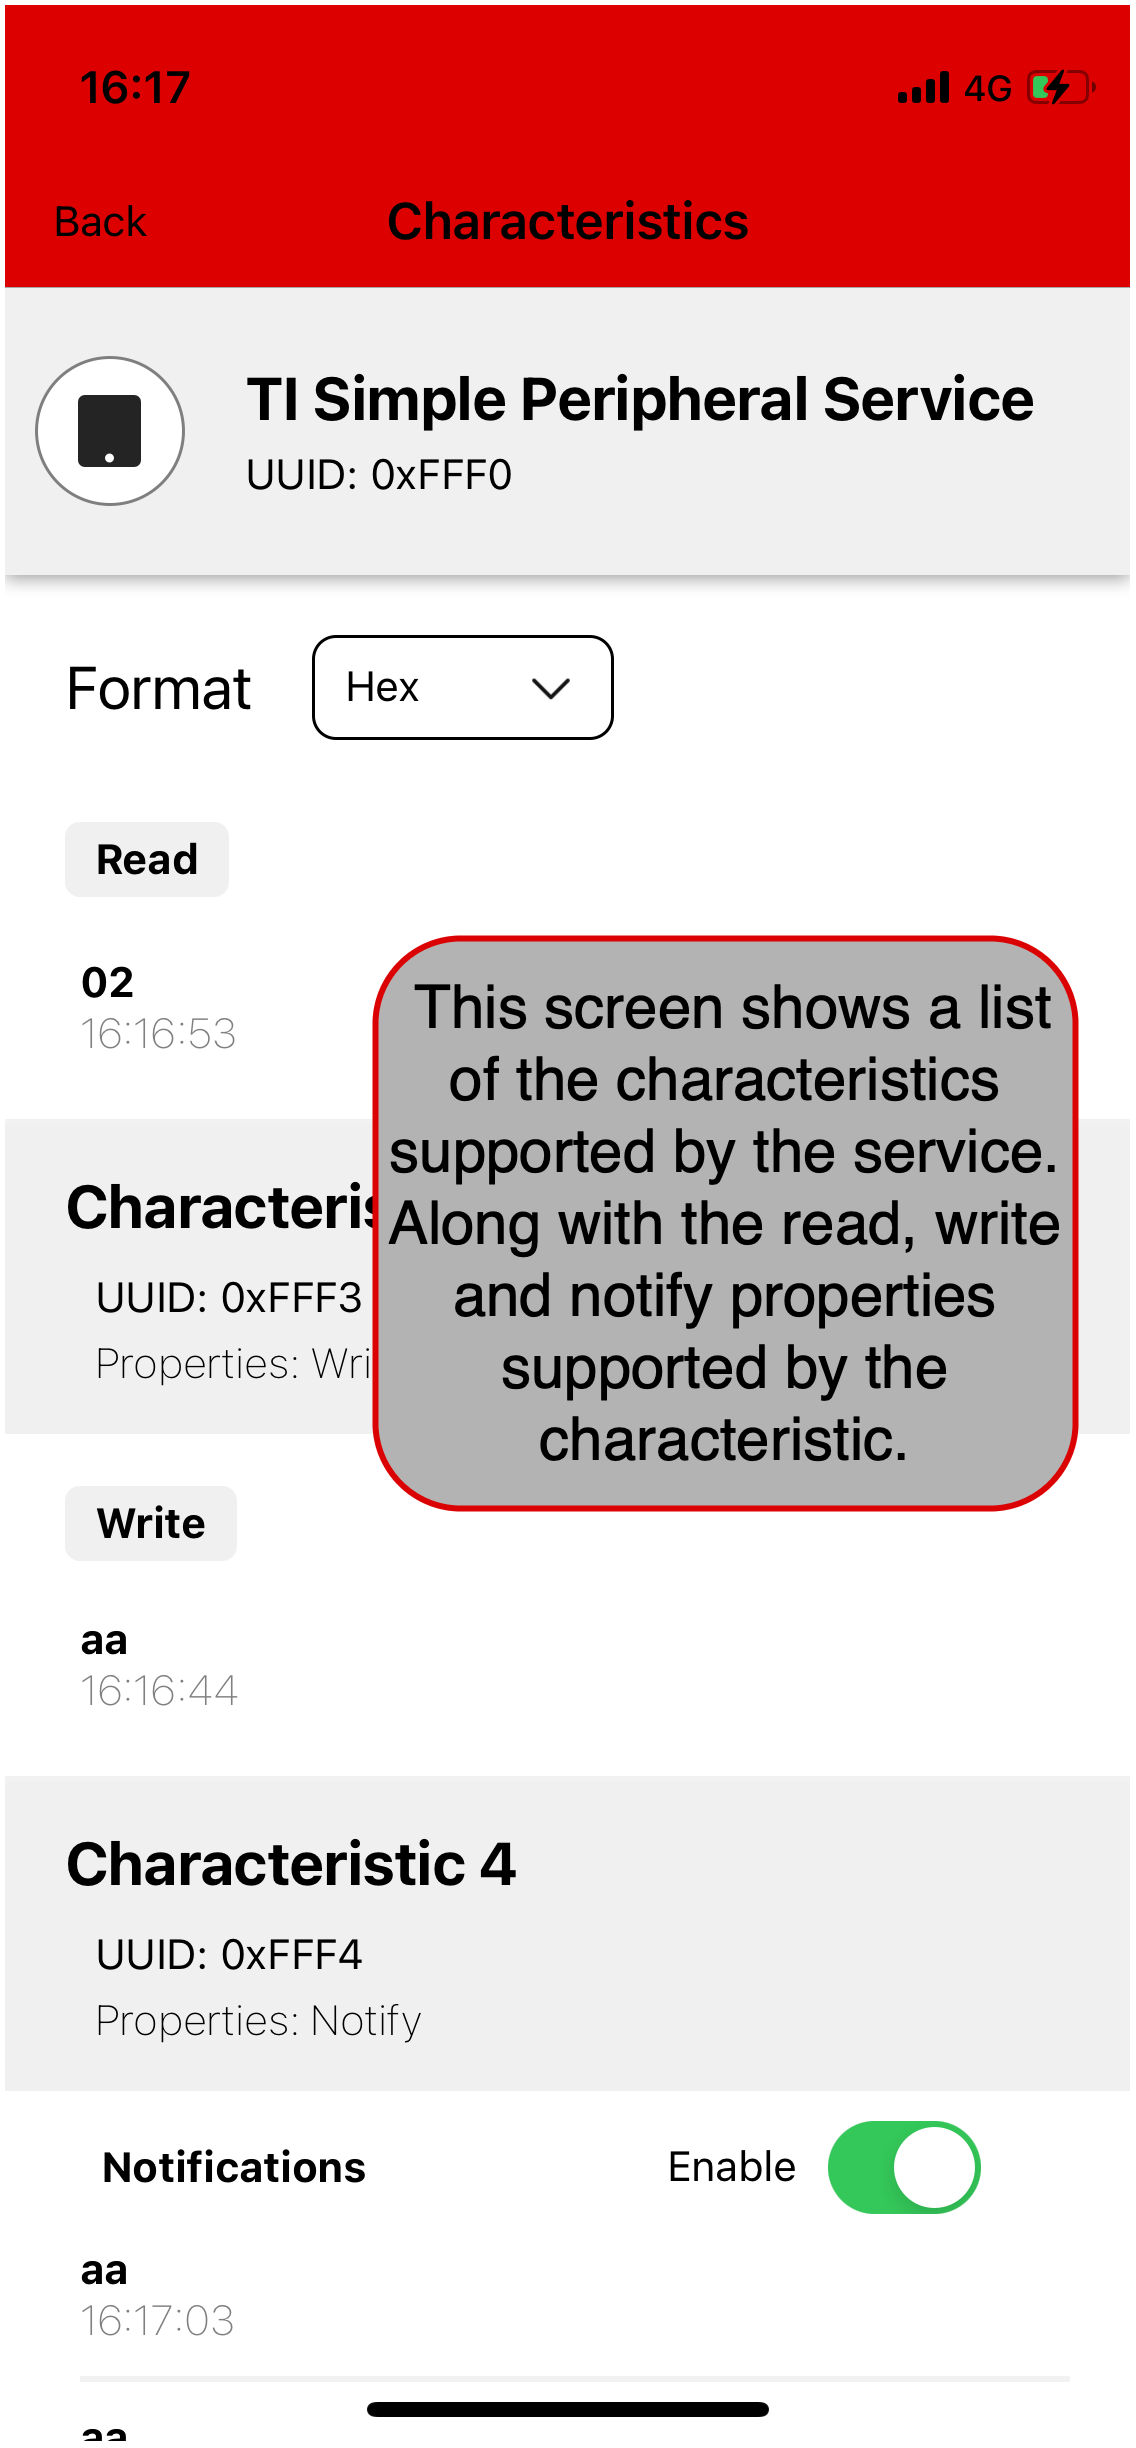 16:17
4G
Back
Characteristics
TI Simple Peripheral Service
UUID: 0xFFF0
Format
Hex
Read
02
16:16:53
This screen shows a list
of the characteristics
supported by the service.
Along with the read, write
and notify properties
supported by the
characteristic.
UUID: 0xFFF3
Properties:
Write
aa
16:16:44
Characteristic 4
UUID: 0xFFF4
Properties: Notify
Notifications
Enable
aa
16:17:03
aa